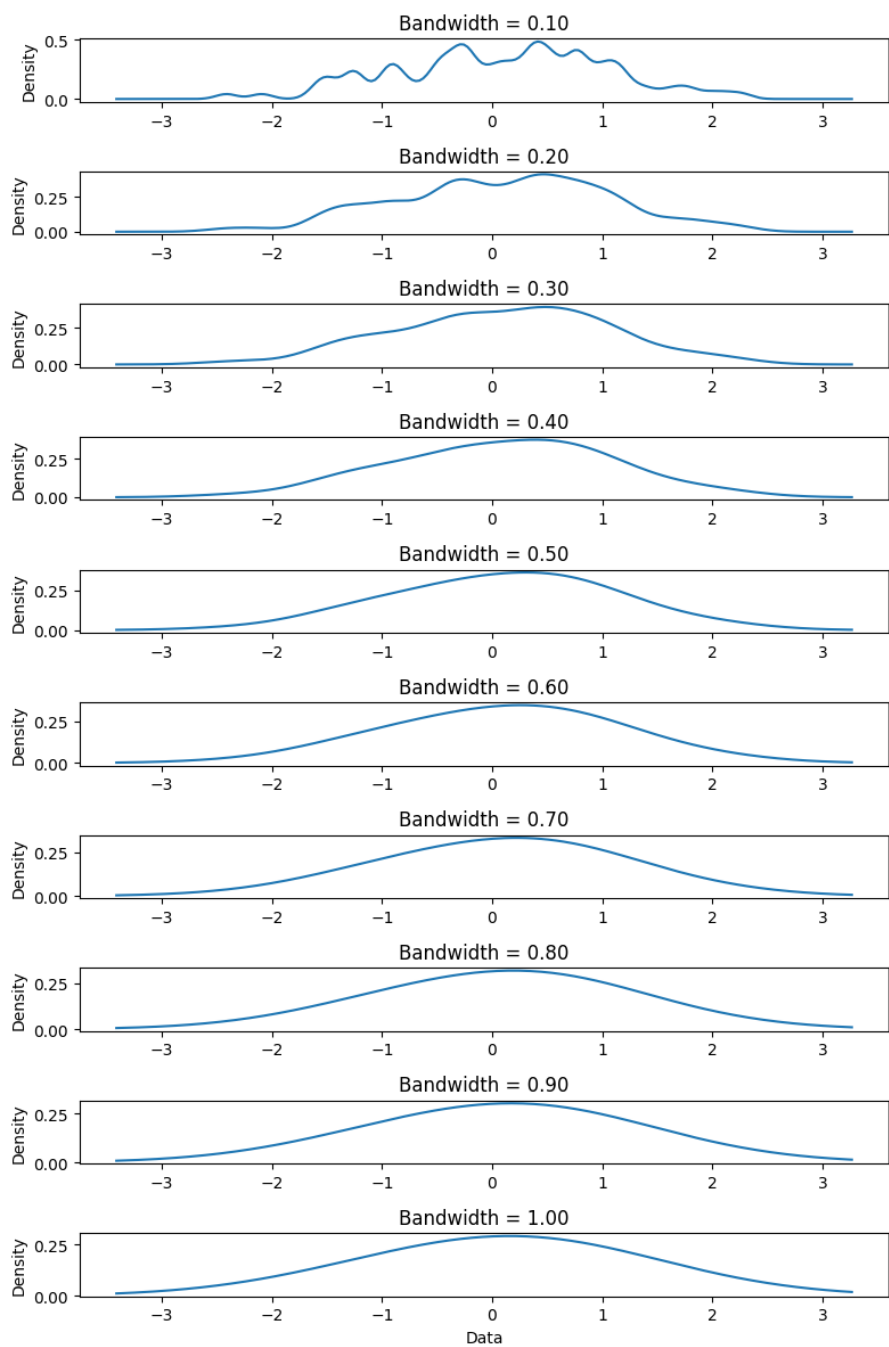 Bandwidth = 0.10
0.5
0.0
Density
−3 −2 −1 0 1 2 3
Bandwidth = 0.20
0.25
0.00
Density
−3 −2 −1 0 1 2 3
Bandwidth = 0.30
0.25
0.00
Density
−3 −2 −1 0 1 2 3
Bandwidth = 0.40
0.25
0.00
Density
−3 −2 −1 0 1 2 3
Bandwidth = 0.50
0.25
0.00
Density
−3 −2 −1 0 1 2 3
Bandwidth = 0.60
0.25
0.00
Density
−3 −2 −1 0 1 2 3
Bandwidth = 0.70
0.25
0.00
Density
−3 −2 −1 0 1 2 3
Bandwidth = 0.80
0.25
0.00
Density
−3 −2 −1 0 1 2 3
Bandwidth = 0.90
0.25
0.00
Density
−3 −2 −1 0 1 2 3
Bandwidth = 1.00
0.25
0.00
Density
−3 −2 −1 0 1 2 3
Data